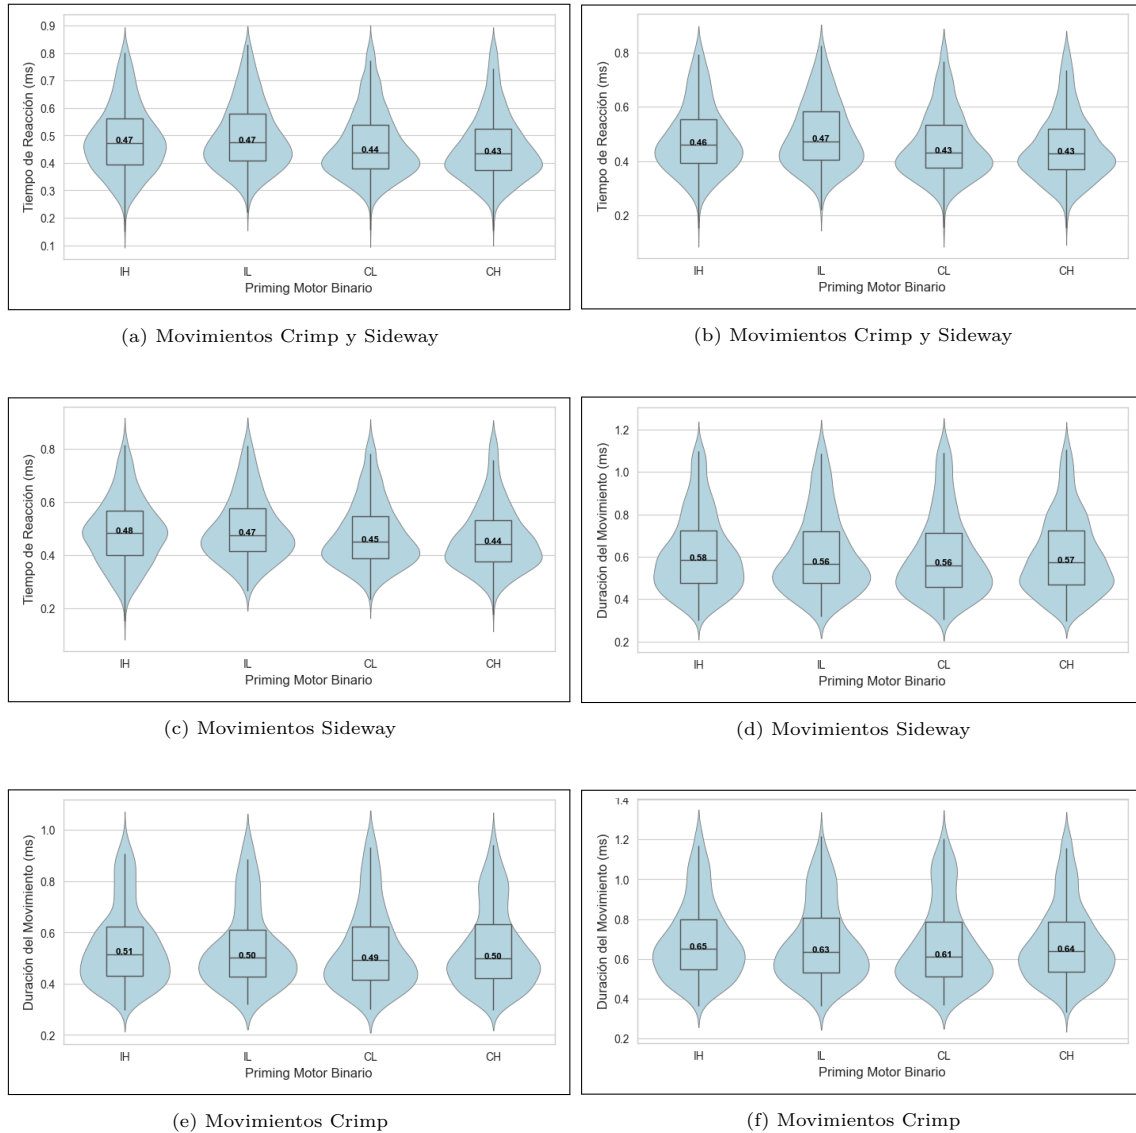 Tiempo de Reacción (ms)
0.9
0.8
0.7
0.6
0.5
0.4
0.3
0.2
0.1
0.47
0.47
0.44
0.43
IH IL CL CH
Priming Motor Binario
(a) Movimientos Crimp y Sideway
Tiempo de Reacción (ms)
0.8
0.6
0.4
0.2
0.46
0.47
0.43
0.43
IH IL CL CH
Priming Motor Binario
(b) Movimientos Crimp y Sideway
Tiempo de Reacción (ms)
0.8
0.6
0.4
0.2
0.48
0.47
0.45
0.44
IH IL CL CH
Priming Motor Binario
(c) Movimientos Sideway
Duración del Movimiento (ms)
1.2
1.0
0.8
0.6
0.4
0.2
0.58
0.56
0.56
0.57
IH IL CL CH
Priming Motor Binario
(d) Movimientos Sideway
Duración del Movimiento (ms)
1.0
0.8
0.6
0.4
0.2
0.51
0.50
0.49
0.50
IH IL CL CH
Priming Motor Binario
(e) Movimientos Crimp
Duración del Movimiento (ms)
1.4
1.2
1.0
0.8
0.6
0.4
0.2
0.65
0.63
0.61
0.64
IH IL CL CH
Priming Motor Binario
(f) Movimientos Crimp